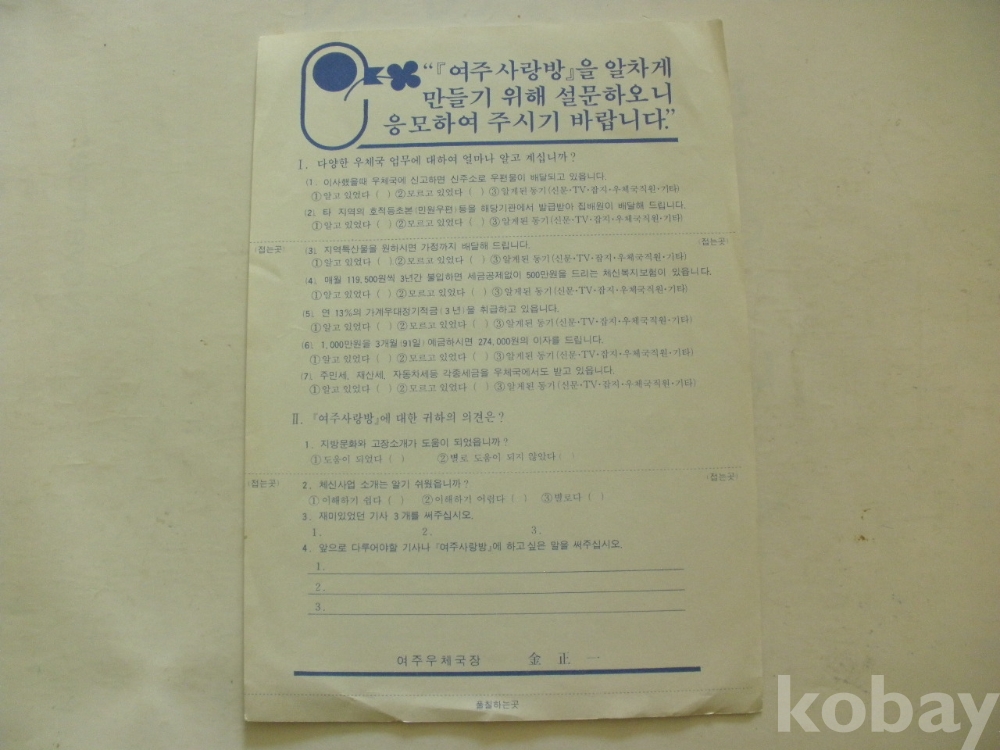 “『여주 사랑방』을 알차게
만들기 위해 설문하오니
응모하여 주시기 바랍니다.”
Ⅰ. 다양한 우체국 업무에 대하여 얼마나 알고 계십니까?
(1). 이사했을때 우체국에 신고하면 신주소로 우편물이 배달되고 있읍니다.
①알고 있었다 ( ) ②모르고 있었다 ( ) ③알게된 동기(신문·TV·잡지·우체국직원·기타)
(2). 타 지역의 호적등초본(민원우편)등을 해당기관에서 발급받아 집배원이 배달해 드립니다.
①알고 있었다 ( ) ②모르고 있었다 ( ) ③알게된 동기(신문·TV·잡지·우체국직원·기타)
(접는곳) (접는곳)
(3). 지역특산물을 원하시면 가정까지 배달해 드립니다.
①알고 있었다 ( ) ②모르고 있었다 ( ) ③알게된 동기(신문·TV·잡지·우체국직원·기타)
(4). 매월 119,500원씩 3년간 불입하면 세금공제없이 500만원을 드리는 체신복지보험이 있읍니다.
①알고 있었다 ( ) ②모르고 있었다 ( ) ③알게된 동기(신문·TV·잡지·우체국직원·기타)
(5). 연 13%의 가계우대정기적금(3년)을 취급하고 있읍니다.
①알고 있었다 ( ) ②모르고 있었다 ( ) ③알게된 동기(신문·TV·잡지·우체국직원·기타)
(6). 1,000만원을 3개월(91일) 예금하시면 274,000원의 이자를 드립니다.
①알고 있었다 ( ) ②모르고 있었다 ( ) ③알게된 동기(신문·TV·잡지·우체국직원·기타)
(7). 주민세, 재산세, 자동차세등 각종세금을 우체국에서도 받고 있읍니다.
①알고 있었다 ( ) ②모르고 있었다 ( ) ③알게된 동기(신문·TV·잡지·우체국직원·기타)
Ⅱ. 『여주사랑방』에 대한 귀하의 의견은?
1. 지방문화와 고장소개가 도움이 되었읍니까?
①도움이 되었다 ( ) ②별로 도움이 되지 않았다 ( )
(접는곳) (접는곳)
2. 체신사업 소개는 알기 쉬웠읍니까?
①이해하기 쉽다 ( ) ②이해하기 어렵다 ( ) ③별로다 ( )
3. 재미있었던 기사 3개를 써주십시오.
1. 2. 3.
4. 앞으로 다루어야할 기사나 『여주사랑방』에 하고싶은 말을 써주십시오.
1.
2.
3.
여주우체국장 金 正 一
풀칠하는곳
kobay